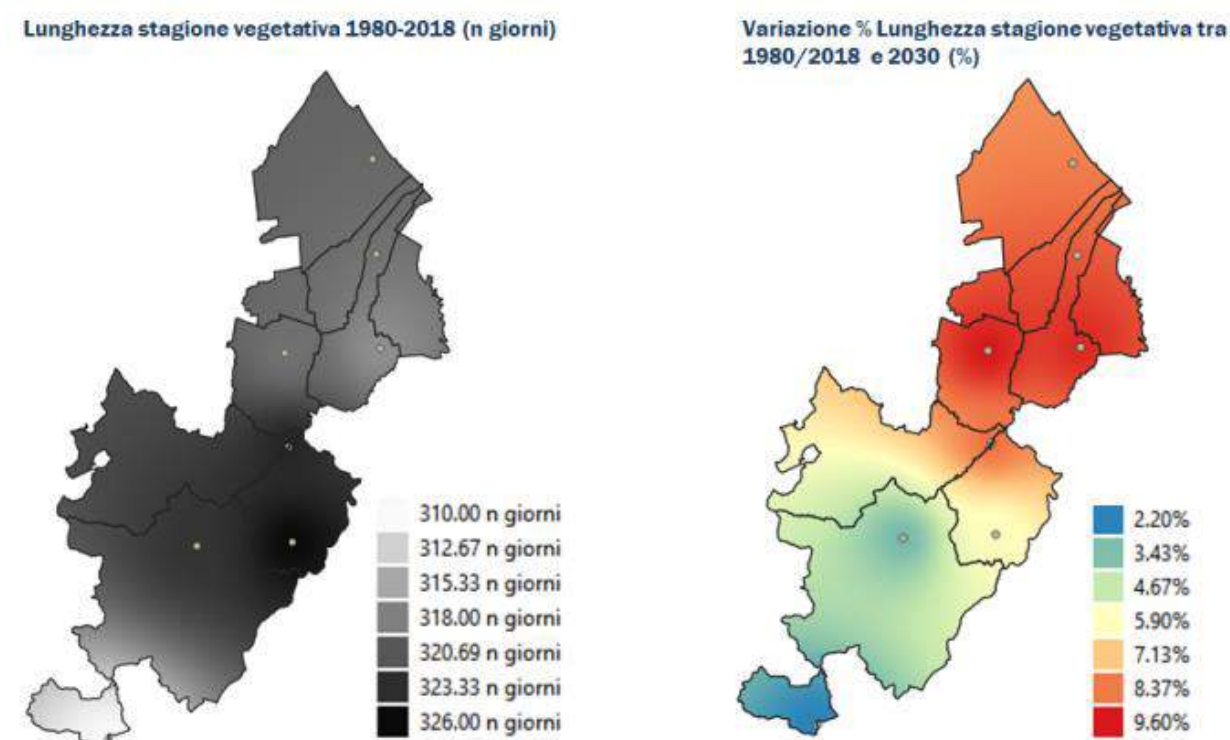 Lunghezza stagione vegetativa 1980-2018 (n giorni)
310.00 n giorni
312.67 n giorni
315.33 n giorni
318.00 n giorni
320.69 n giorni
323.33 n giorni
326.00 n giorni
Variazione % Lunghezza stagione vegetativa tra
1980/2018 e 2030 (%)
2.20%
3.43%
4.67%
5.90%
7.13%
8.37%
9.60%